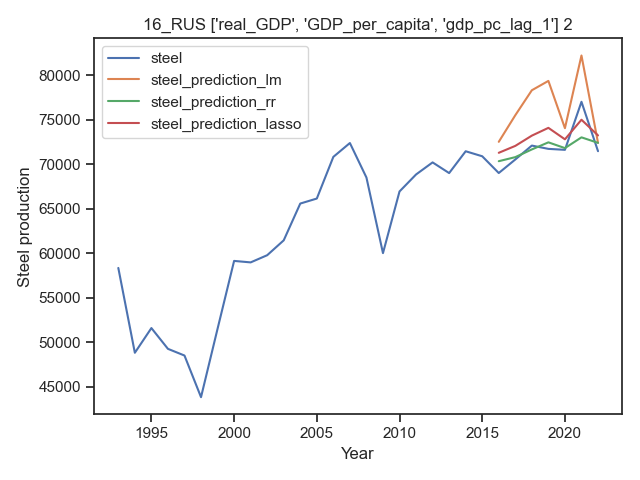 16_RUS ['real_GDP', 'GDP_per_capita', 'gdp_pc_lag_1'] 2
steel
steel_prediction_lm
steel_prediction_rr
steel_prediction_lasso
Steel production
80000
75000
70000
65000
60000
55000
50000
45000
1995 2000 2005 2010 2015 2020
Year